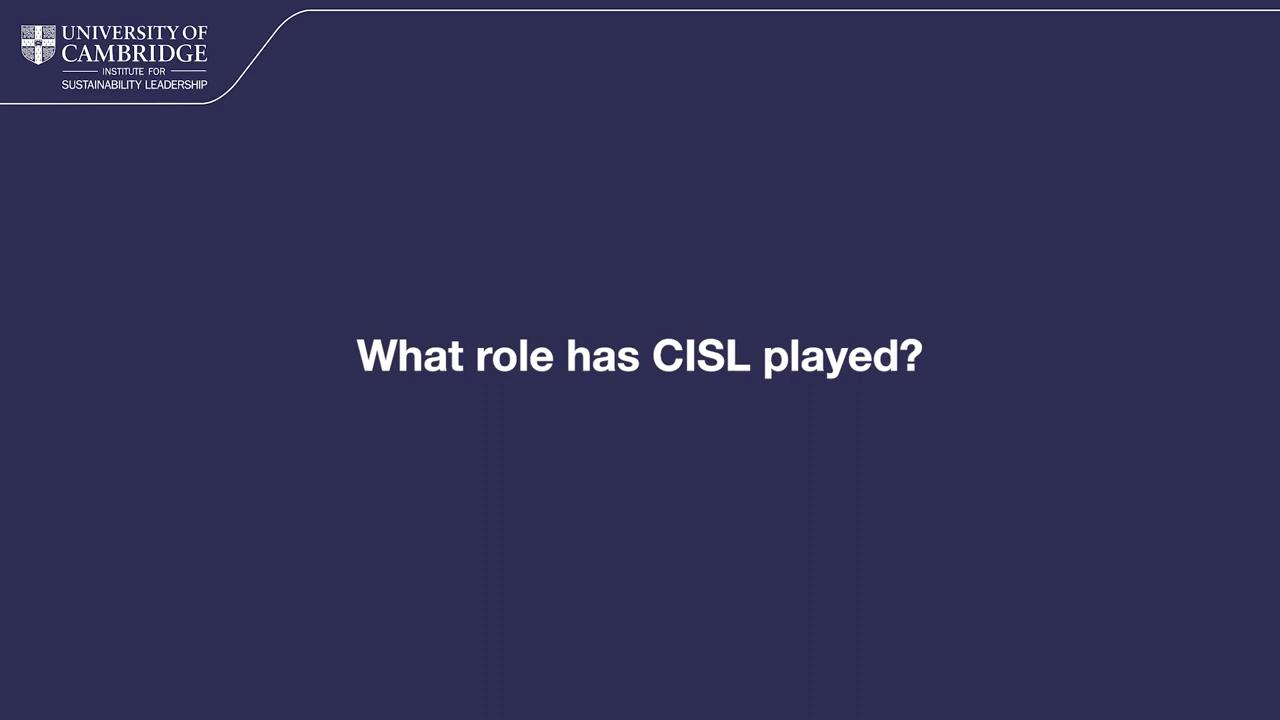 UNIVERSITY OF
CAMBRIDGE
INSTITUTE FOR
SUSTAINABILITY LEADERSHIP
What role has CISL played?